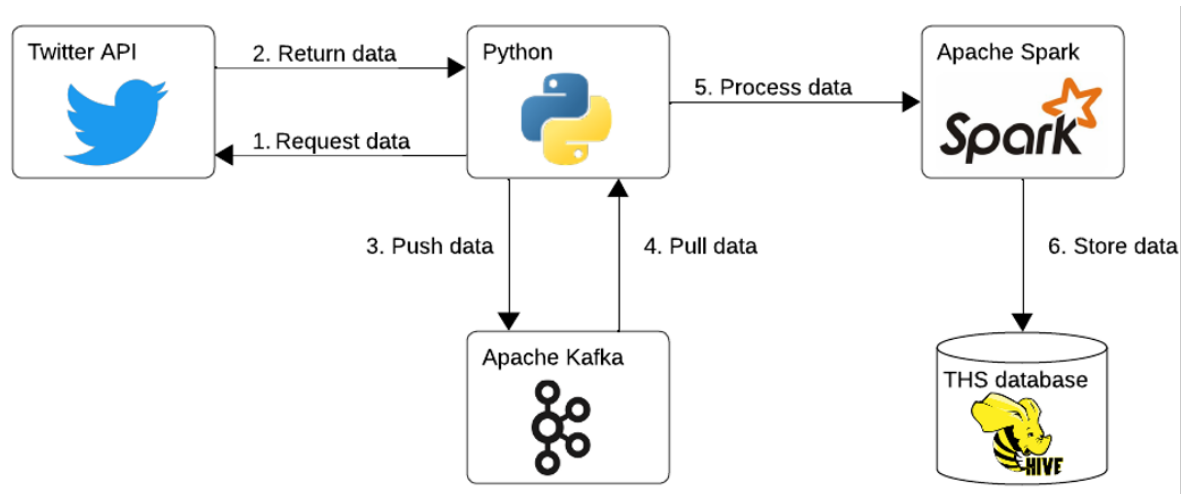 Twitter API
2. Return data
1. Request data
Python
5. Process data
Apache Spark
Spark
3. Push data
4. Pull data
6. Store data
Apache Kafka
THS database
HIVE